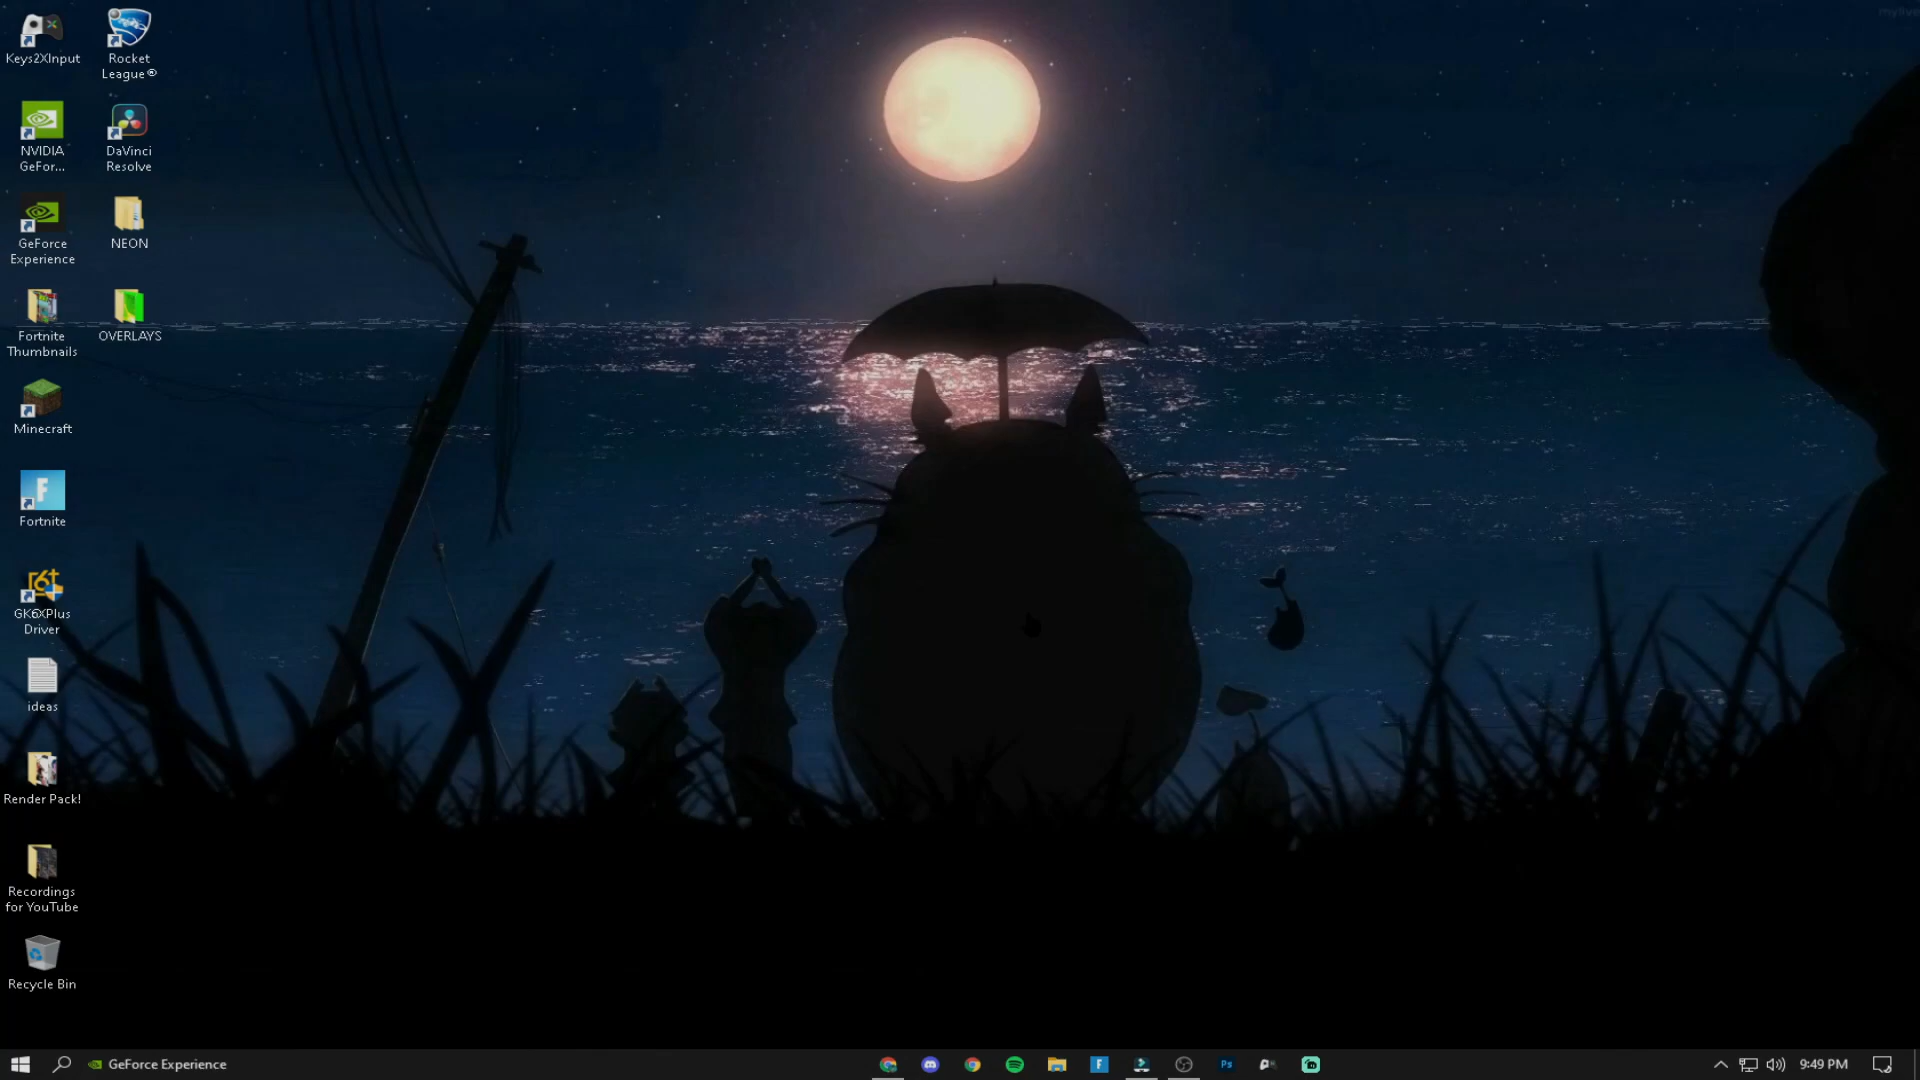 Keys2XInput
Rocket
League®
NVIDIA
GeFor...
DaVinci
Resolve
GeForce
Experience
NEON
Fortnite
Thumbnails
OVERLAYS
Minecraft
F
Fortnite
GK6XPlus
Driver
ideas
Render Pack!
Recordings
for YouTube
Recycle Bin
GeForce Experience
F
Ps
9:49 PM